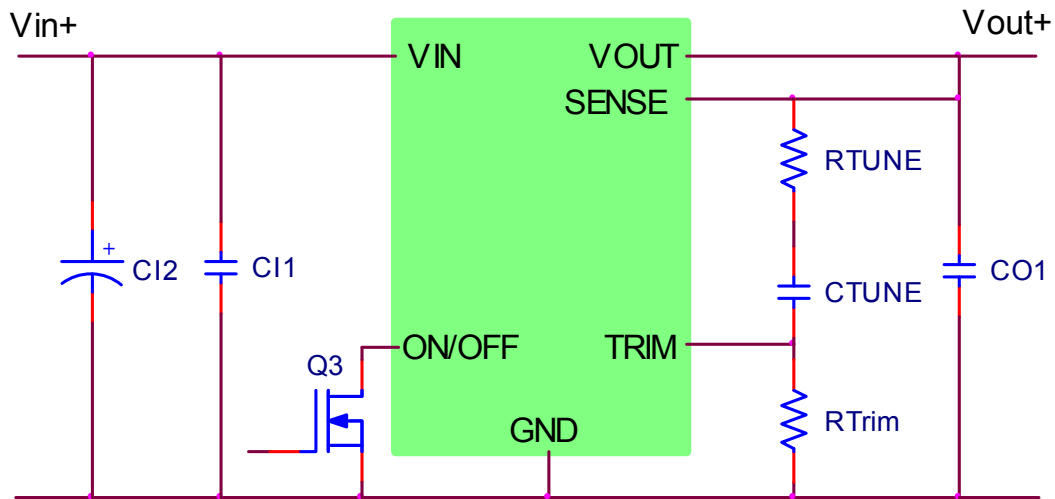 Vin+
Vout+
VIN
VOUT
SENSE
RTUNE
+
CI2
CI1
CTUNE
CO1
ON/OFF
TRIM
Q3
RTrim
GND